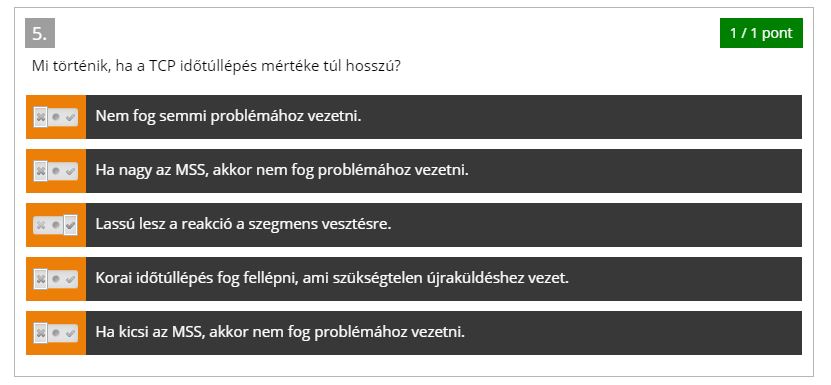 5.
1 / 1 pont
Mi történik, ha a TCP időtúllépés mértéke túl hosszú?
Nem fog semmi problémához vezetni.
Ha nagy az MSS, akkor nem fog problémához vezetni.
Lassú lesz a reakció a szegmens vesztésre.
Korai időtúllépés fog fellépni, ami szükségtelen újraküldéshez vezet.
Ha kicsi az MSS, akkor nem fog problémához vezetni.